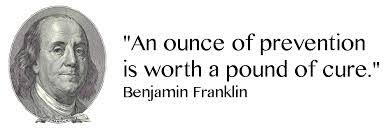 "An ounce of prevention
is worth a pound of cure."
Benjamin Franklin